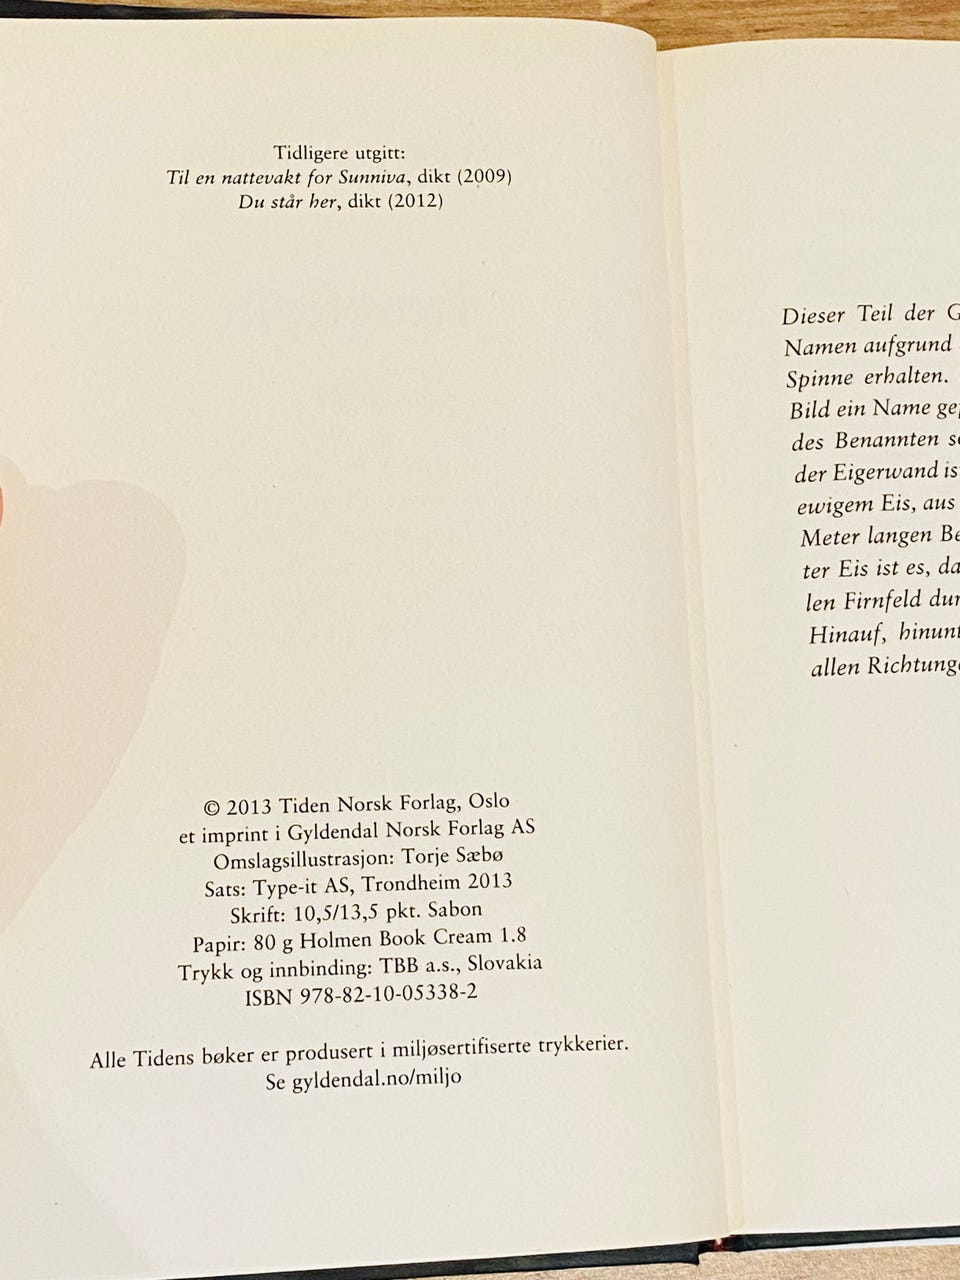 Tidligere utgitt:
Til en nattevakt for Sunniva, dikt (2009)
Du står her, dikt (2012)
© 2013 Tiden Norsk Forlag, Oslo
et imprint i Gyldendal Norsk Forlag AS
Omslagsillustrasjon: Torje Sæbø
Sats: Type-it AS, Trondheim 2013
Skrift: 10,5/13,5 pkt. Sabon
Papir: 80 g Holmen Book Cream 1.8
Trykk og innbinding: TBB a.s., Slovakia
ISBN 978-82-10-05338-2
Alle Tidens bøker er produsert i miljøsertifiserte trykkerier.
Se gyldendal.no/miljo
Dieser Teil der
Namen aufgrund
Spinne erhalten.
Bild ein Name
des Benannten
der Eigerwand
ewigem Eis, aus
Meter langen
ter Eis ist es,
len Firnfeld
Hinauf,
allen